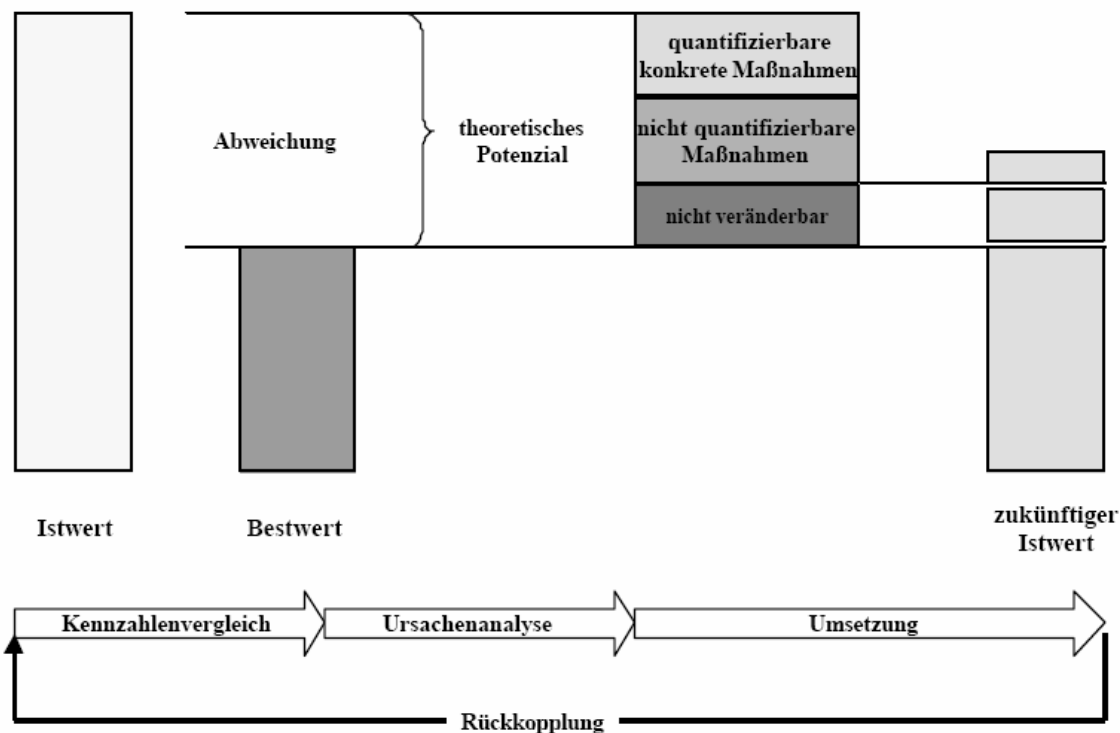 quantifizierbare
konkrete Maßnahmen
Abweichung
theoretisches
Potenzial
nicht quantifizierbare
Maßnahmen
nicht veränderbar
Istwert
Bestwert
zukünftiger
Istwert
Kennzahlenvergleich
Ursachenanalyse
Umsetzung
Rückkopplung